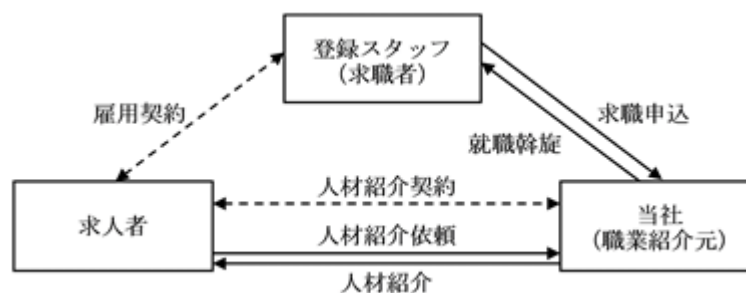 登録スタッフ
（求職者）
雇用契約
求職申込
就職斡旋
人材紹介契約
求人者
当社
（職業紹介元）
人材紹介依頼
人材紹介